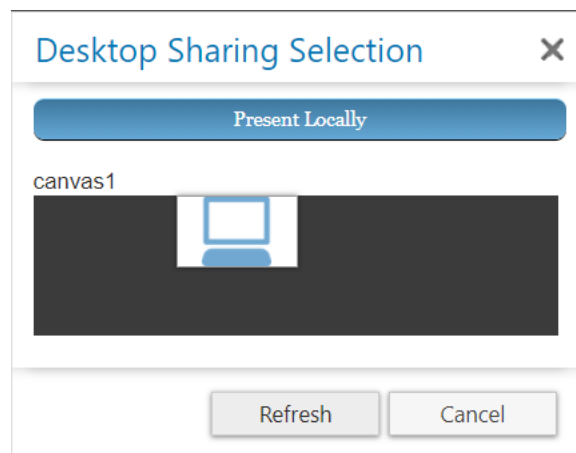 Desktop Sharing Selection
Present Locally
canvas1
Refresh
Cancel